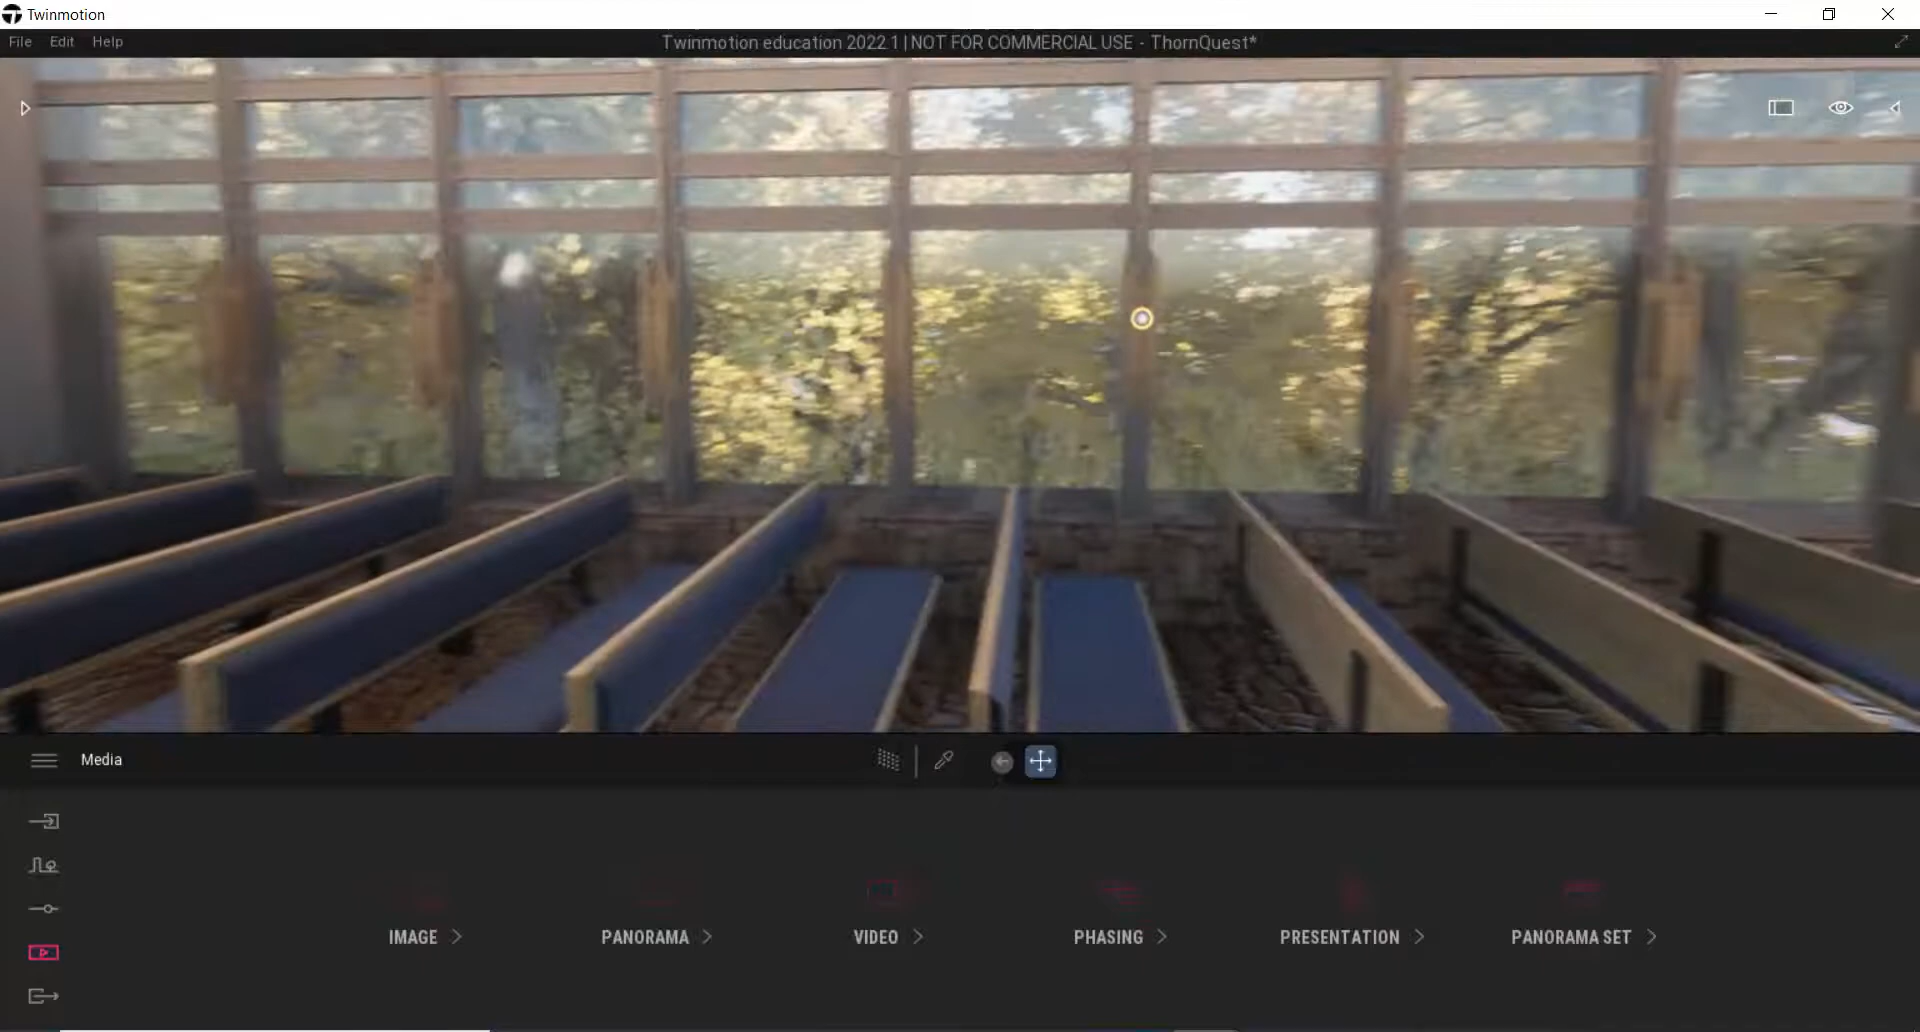 Twinmotion
File Edit Help
Twinmotion education 2022.1 | NOT FOR COMMERCIAL USE - ThornQuest*
Media
IMAGE
PANORAMA
VIDEO
PHASING
PRESENTATION
PANORAMA SET